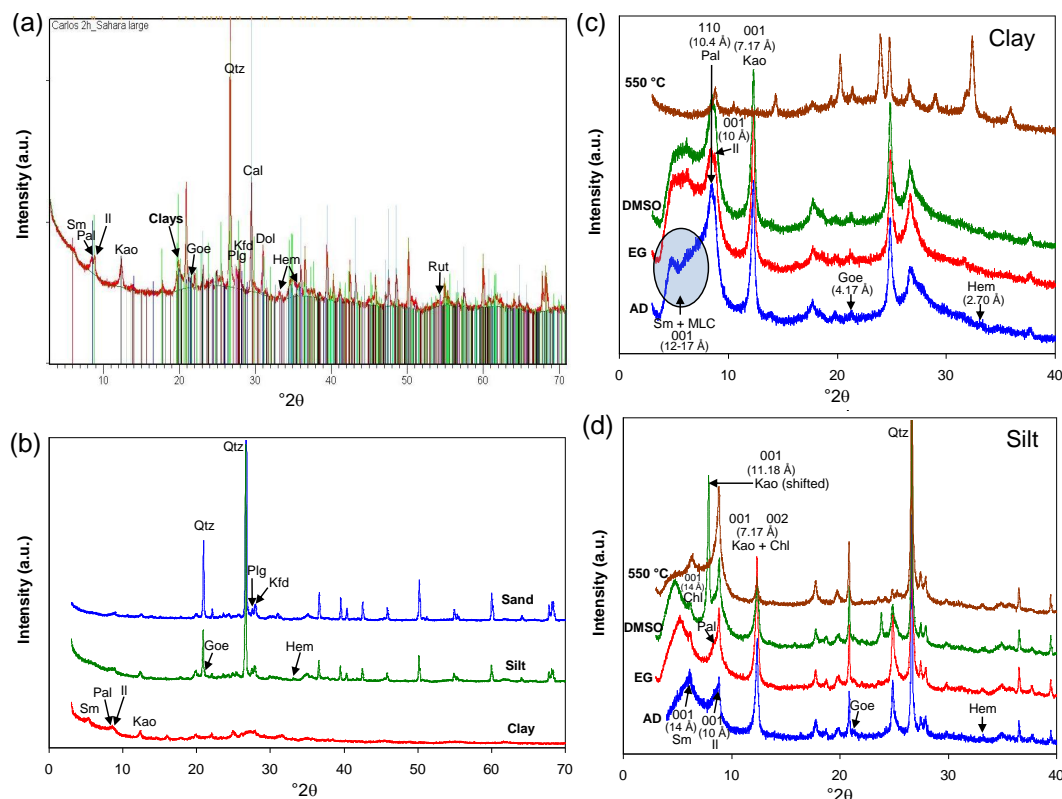 (a)
Carlos 2h_Sahara large
Intensity (a.u.)
Qtz
Cal
Sm
Il
Pal
Kao
Clays
Goe
Kfd
Plg
Dol
Hem
Rut
10
20
30
40
50
60
70
°2θ
(b)
Intensity (a.u.)
Qtz
Qtz
Plg
Kfd
Sand
Goe
Hem
Silt
Pal
Il
Sm
Kao
Clay
0
10
20
30
40
50
60
70
°2θ
(c)
Clay
Intensity (a.u.)
110
(10.4 Å)
Pal
001
(7.17 Å)
Kao
550 °C
001
(10 Å)
Il
DMSO
EG
AD
Sm + MLC
001
(12-17 Å)
Goe
(4.17 Å)
Hem
(2.70 Å)
0
10
20
30
40
°2θ
(d)
Silt
Intensity (a.u.)
Qtz
001
(11.18 Å)
Kao (shifted)
001 002
(7.17 Å)
Kao + Chl
550 °C
001
(14 Å)
Chl
DMSO
Pal
EG
AD
001
(14 Å)
Sm
001
(10 Å)
Il
Goe
Hem
0
10
20
30
40
°2θ